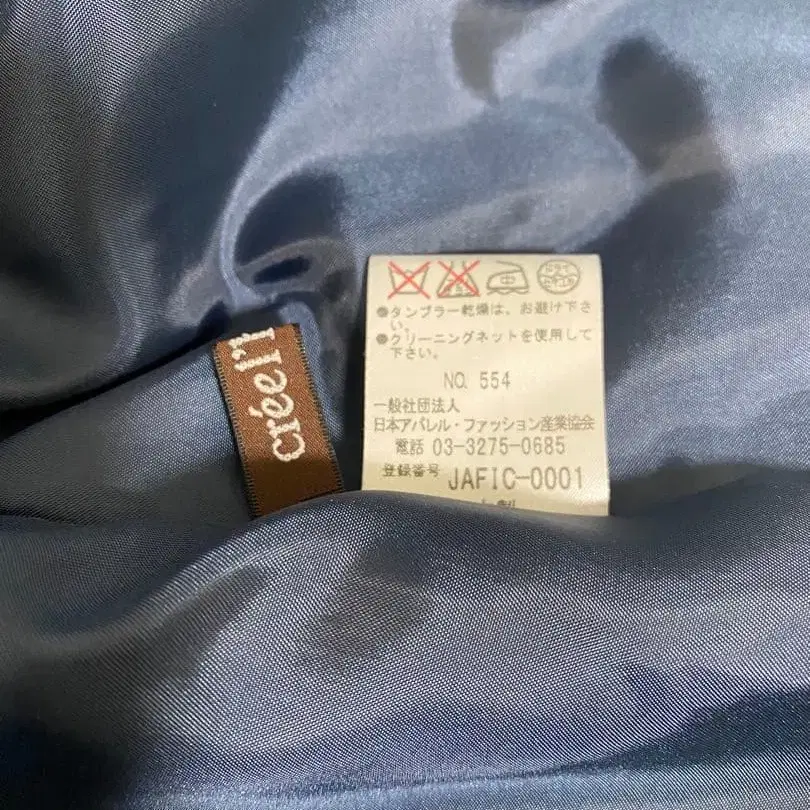 ●タンブラー乾燥は、お避け下さ
い。
●クリーニングネットを使用して
下さい。
NO. 554
一般社団法人
日本アパレル・ファッション産業協会
電話 03-3275-0685
登録番号 JAFIC-0001
créer